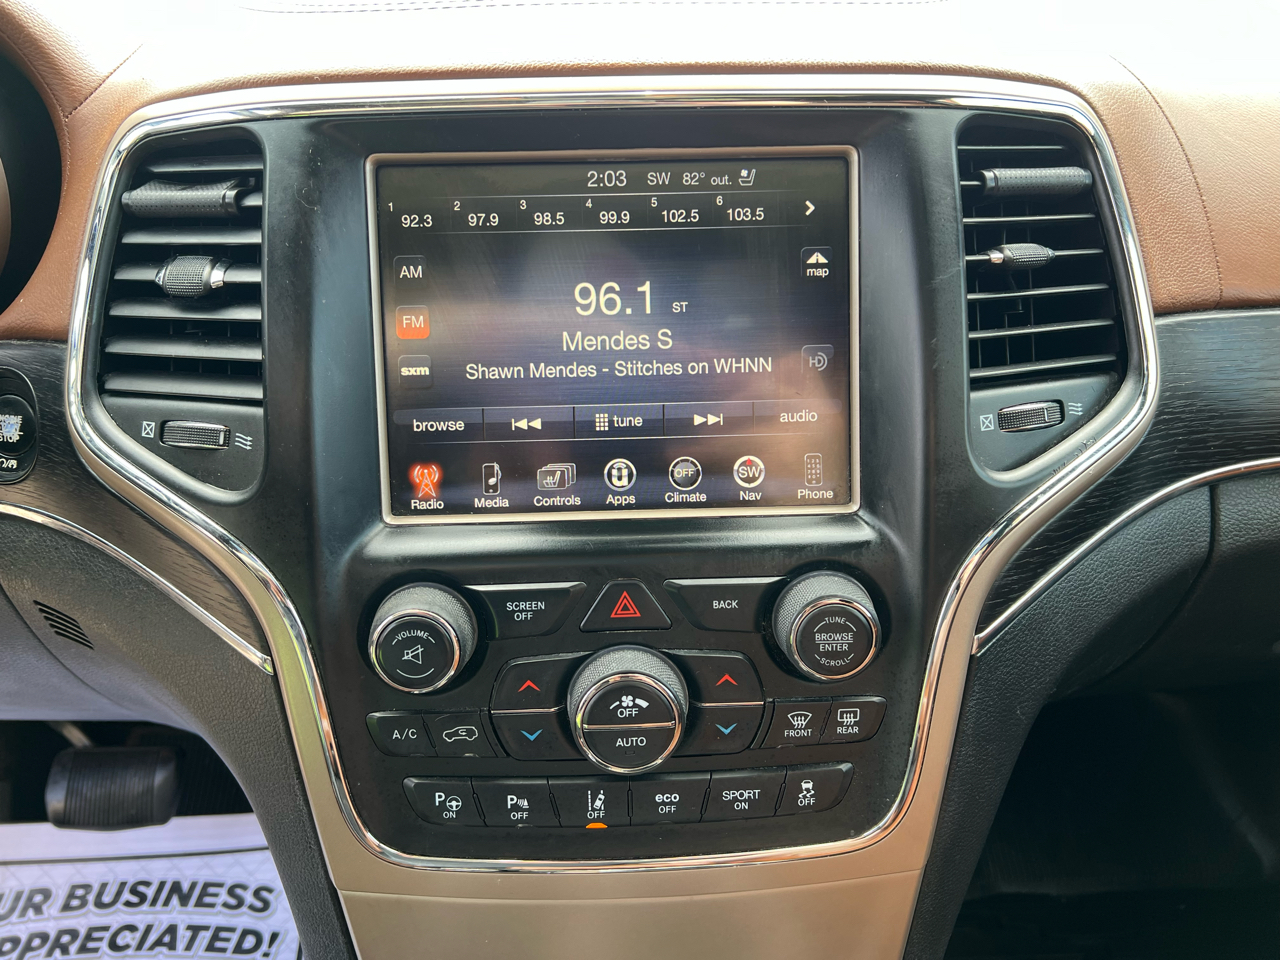 2:03 SW 82° out.
1 92.3 2 97.9 3 98.5 4 99.9 5 102.5 6 103.5
AM
map
96.1 ST
FM
Mendes S
HD
sxm
Shawn Mendes - Stitches on WHNN
browse tune audio
Radio Media Controls Apps OFF Climate SW Nav Phone
STOP
SCREEN
OFF
BACK
VOLUME
TUNE
BROWSE
ENTER
SCROLL
OFF
AUTO
A/C
FRONT
REAR
P ON
P OFF
OFF
eco
OFF
SPORT
ON
OFF
UR BUSINESS
PPRECIATED!